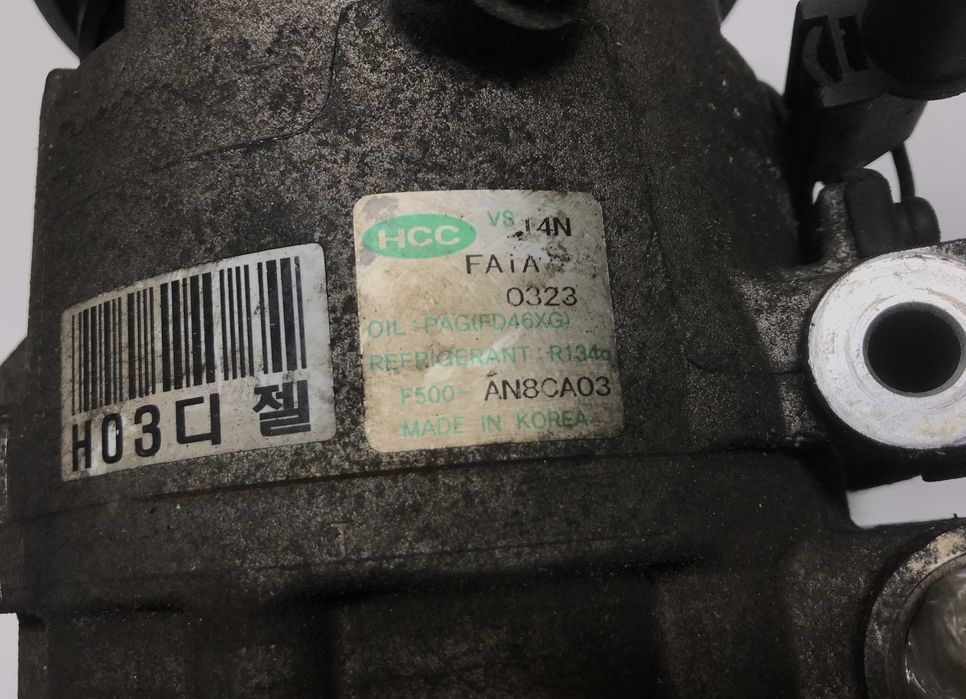 HCC VS 14N
FAiA
0323
OIL : PAG(FD46XG)
REFRIGERANT : R134a
F500- AN8CA03
MADE IN KOREA
H03디젤